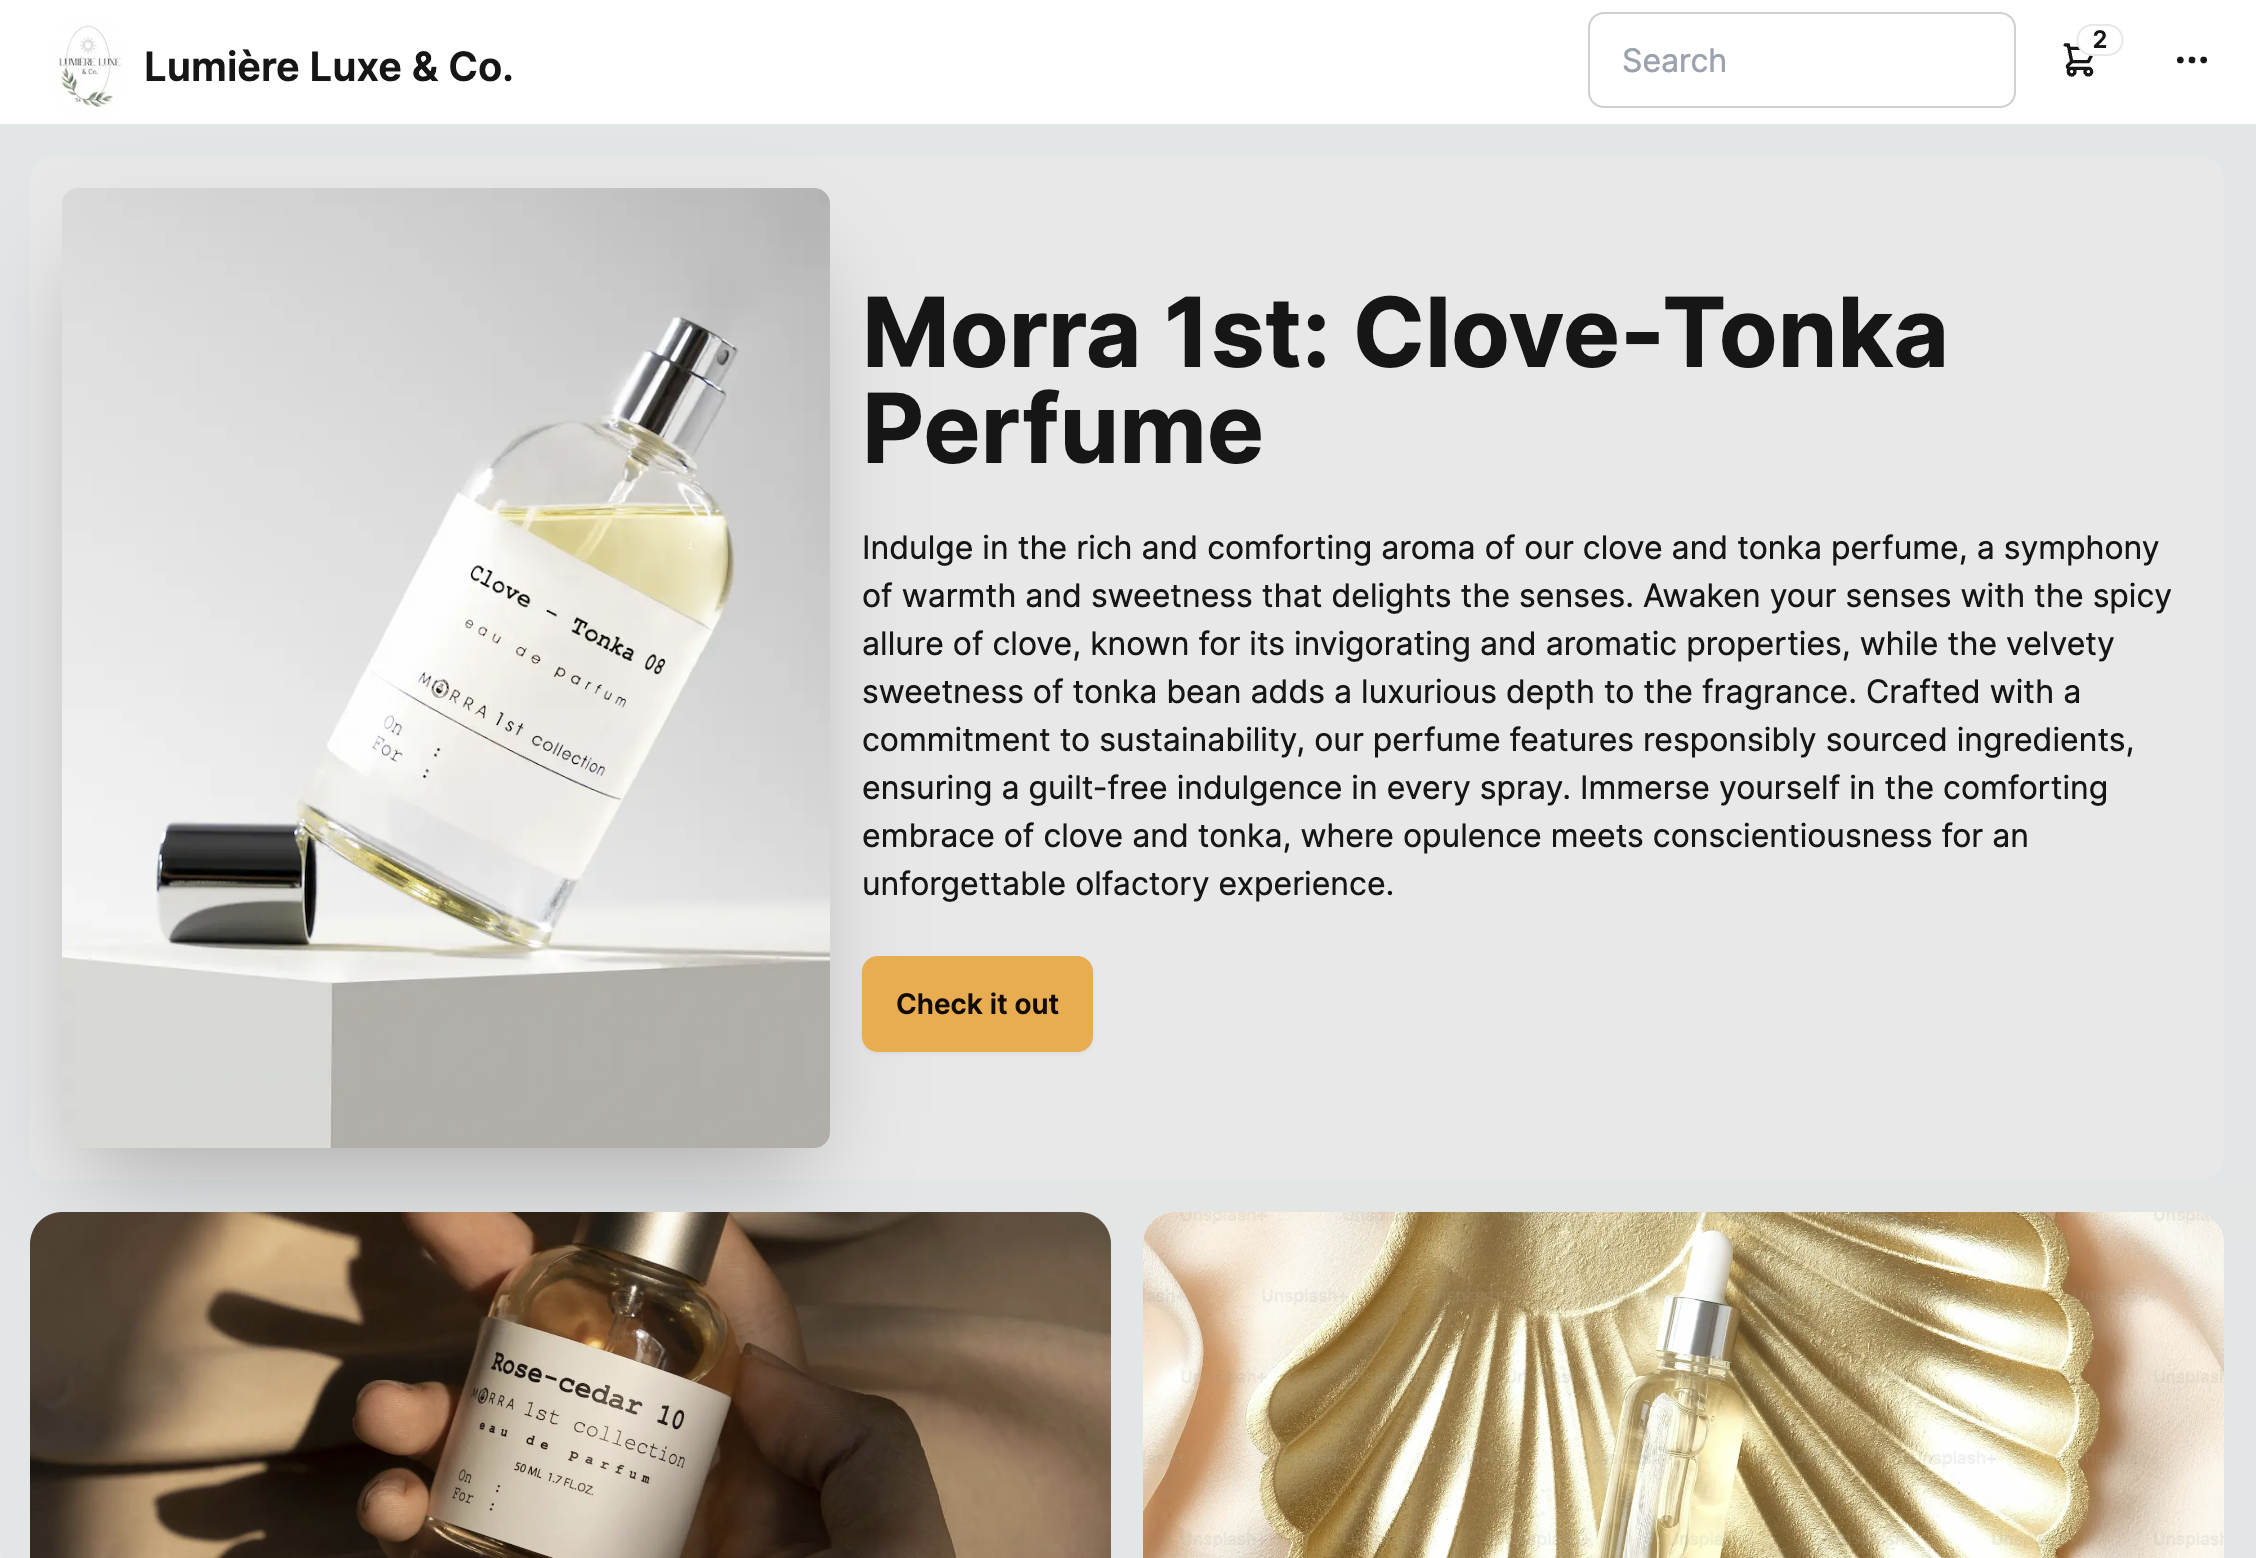 LUMIERE LUXE
& Co.
Lumière Luxe & Co.
Search
2
Clove - Tonka 08
eau de parfum
MORRA 1st collection
On :
For :
Morra 1st: Clove-Tonka
Perfume
Indulge in the rich and comforting aroma of our clove and tonka perfume, a symphony
of warmth and sweetness that delights the senses. Awaken your senses with the spicy
allure of clove, known for its invigorating and aromatic properties, while the velvety
sweetness of tonka bean adds a luxurious depth to the fragrance. Crafted with a
commitment to sustainability, our perfume features responsibly sourced ingredients,
ensuring a guilt-free indulgence in every spray. Immerse yourself in the comforting
embrace of clove and tonka, where opulence meets conscientiousness for an
unforgettable olfactory experience.
Check it out
Rose-cedar 10
MORRA 1st collection
eau de parfum
50 ML 1.7 FL.OZ.
On :
For :
Unsplash+
Unsplash+
Unsplash+